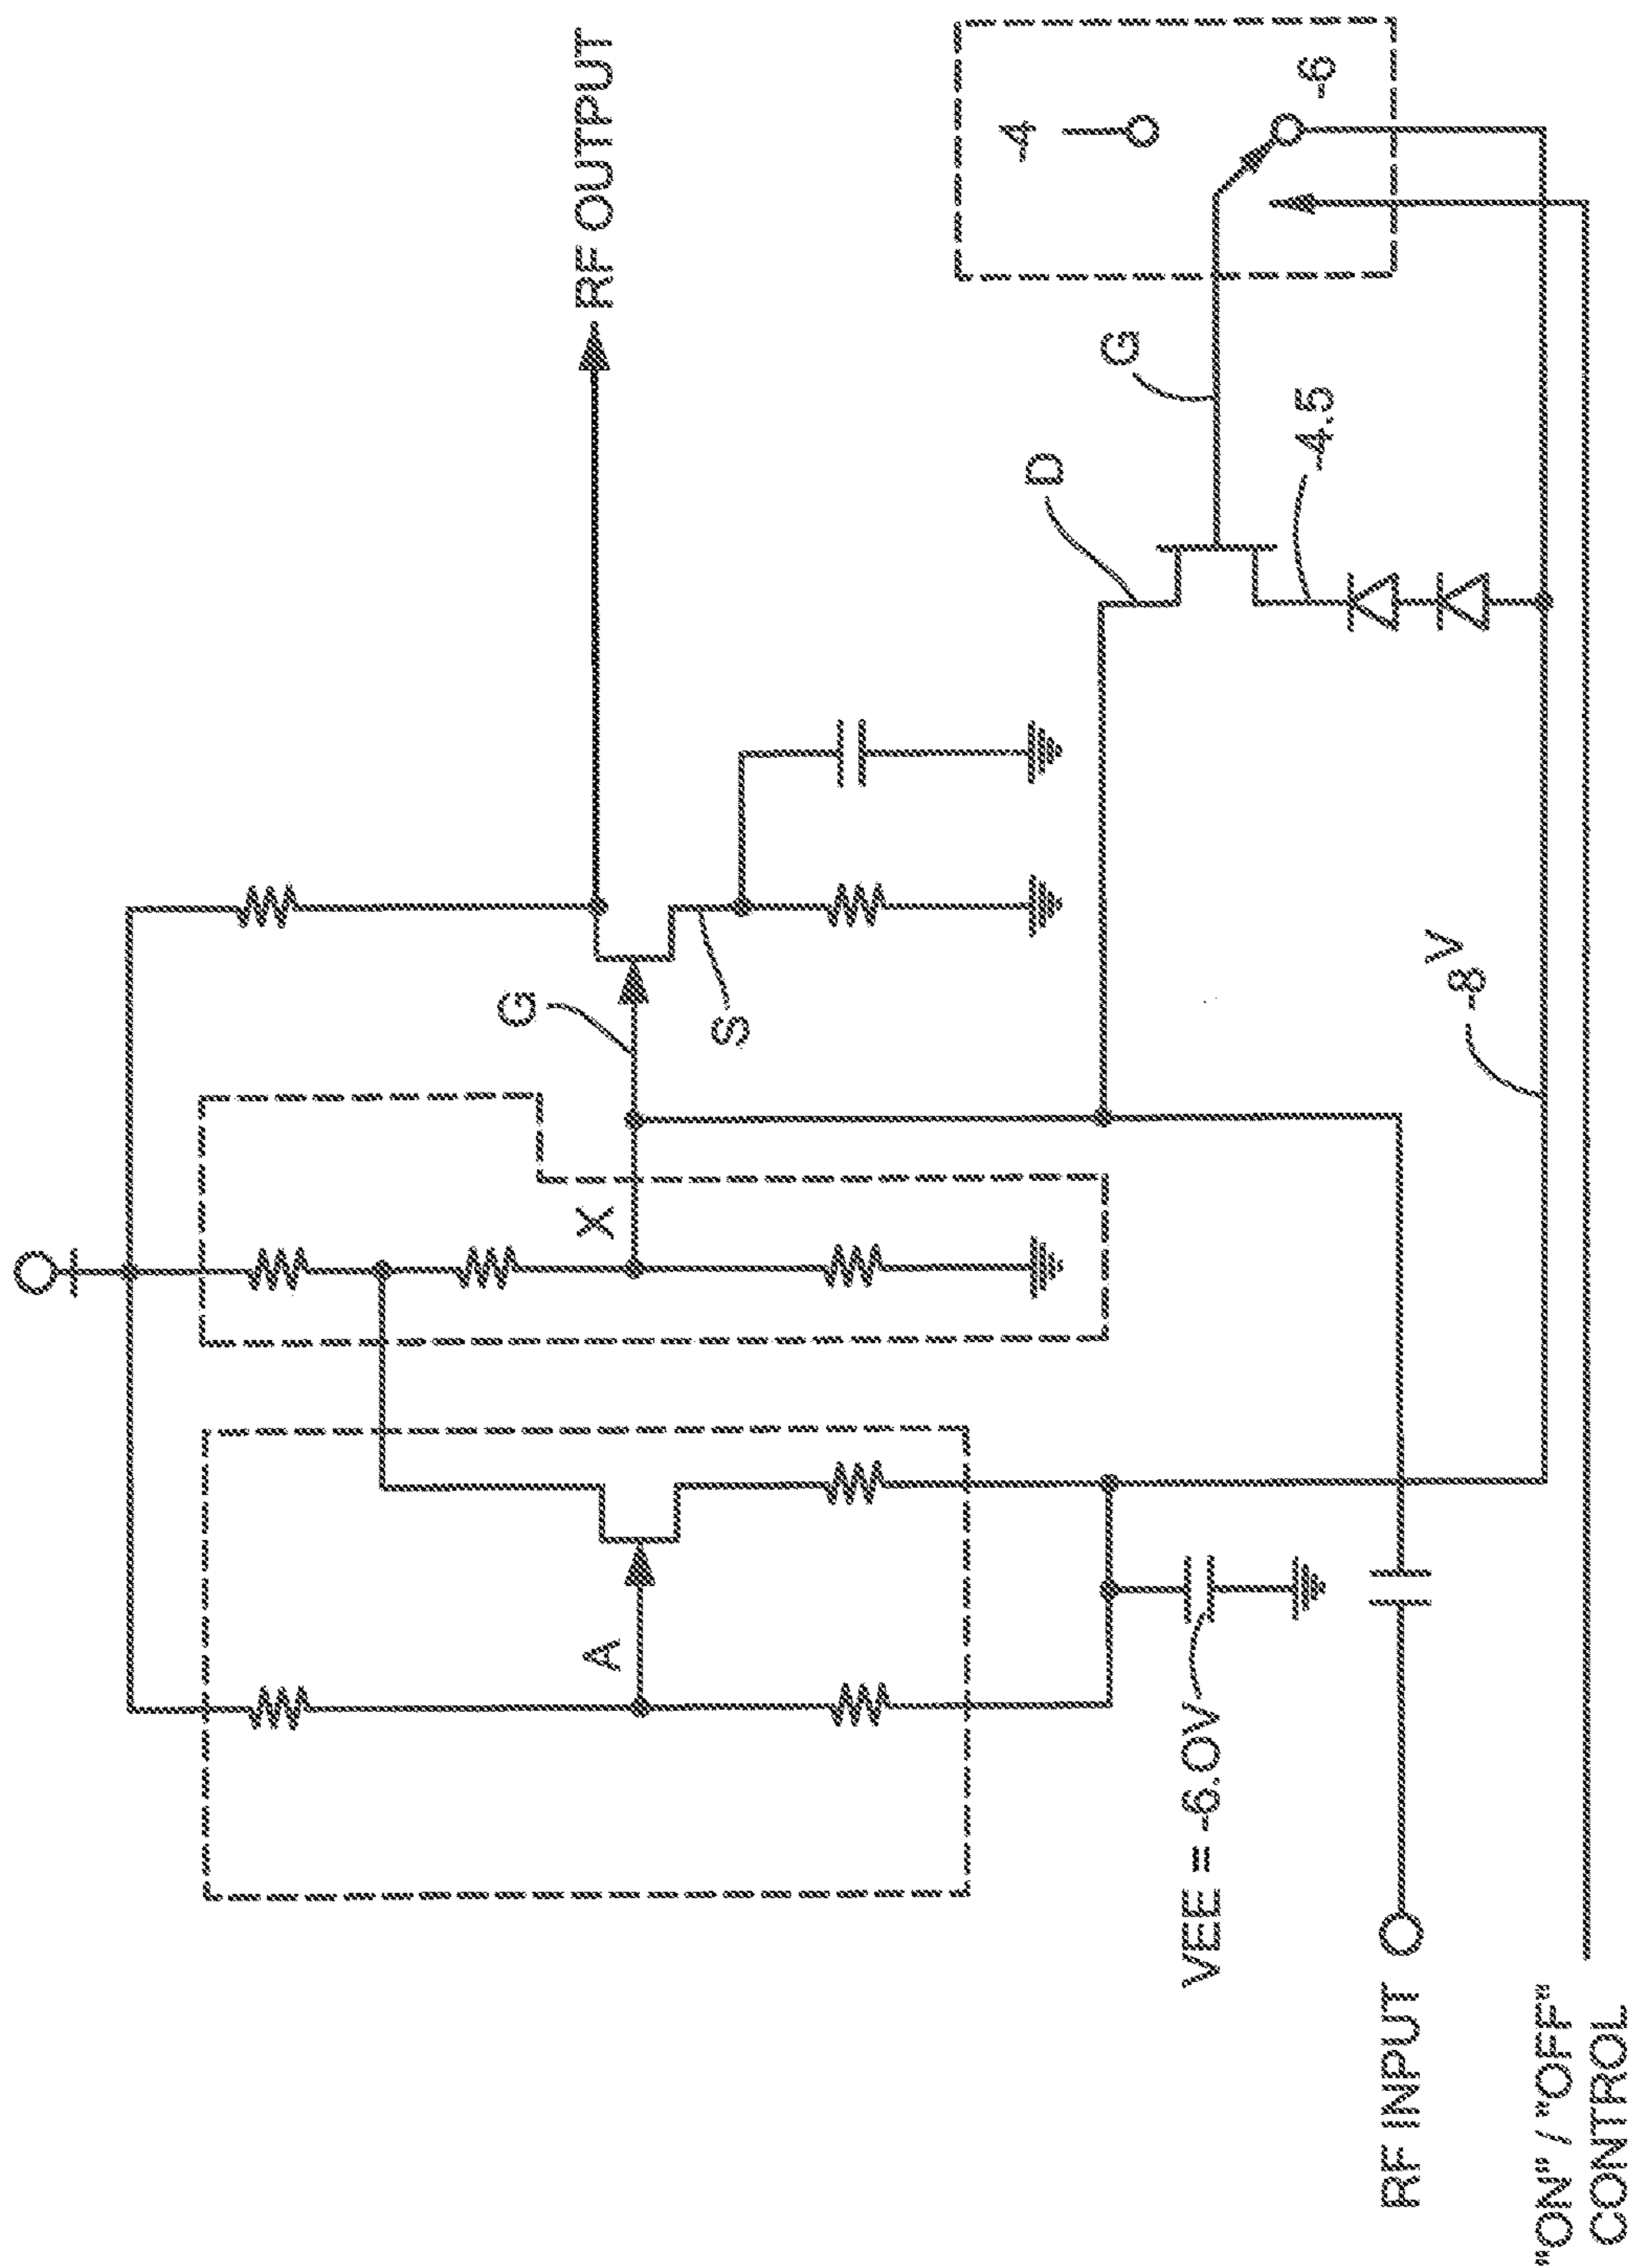 RF OUTPUT
-4
-6
G
D
-4.5
G
S
X
-8V
A
VEE = -6.0V
RF INPUT
"ON" / "OFF"
CONTROL